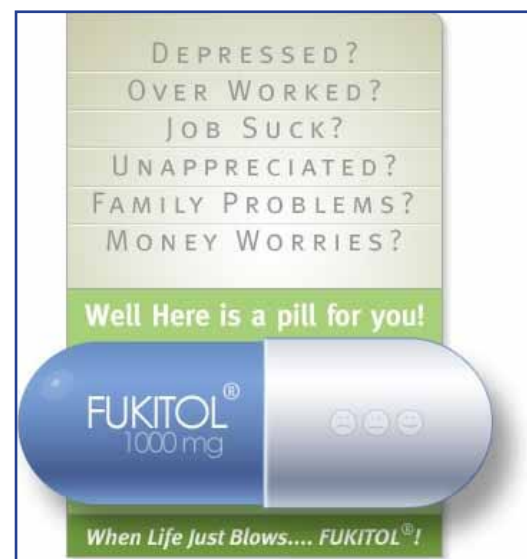 DEPRESSED?
OVER WORKED?
JOB SUCK?
UNAPPRECIATED?
FAMILY PROBLEMS?
MONEY WORRIES?
Well Here is a pill for you!
FUKITOL®
1000 mg
When Life Just Blows.... FUKITOL®!